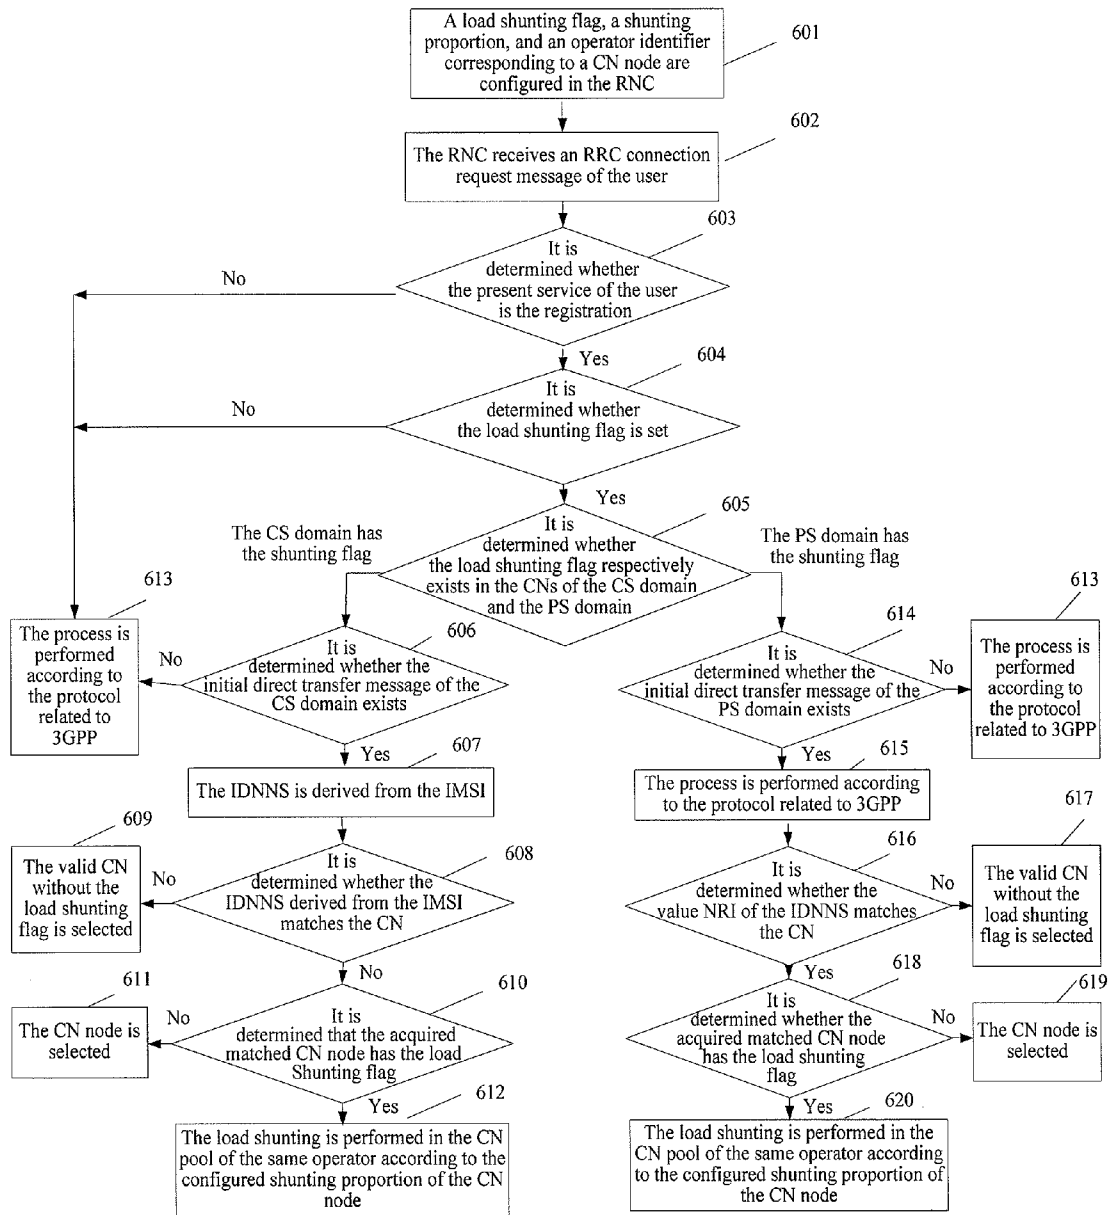 A load shunting flag, a shunting
proportion, and an operator identifier
corresponding to a CN node are
configured in the RNC
601
602
The RNC receives an RRC connection
request message of the user
603
It is
determined whether
the present service of the user
is the registration
No
Yes
604
It is
determined whether
the load shunting flag is set
No
Yes
605
It is
determined whether
the load shunting flag respectively
exists in the CNs of the CS domain
and the PS domain
The CS domain has
the shunting flag
The PS domain has
the shunting flag
613
The process is
performed
according to
the protocol
related to
3GPP
No
606
It is
determined whether the
initial direct transfer message of the
CS domain exists
614
It is
determined whether the
initial direct transfer message of the
PS domain exists
No
613
The process is
performed
according to
the protocol
related to 3GPP
Yes
607
The IDNNS is derived from the IMSI
Yes
615
The process is performed according
to the protocol related to 3GPP
609
The valid CN
without the
load shunting
flag is selected
No
608
It is
determined whether the
IDNNS derived from the IMSI
matches the CN
616
It is
determined whether the
value NRI of the IDNNS matches
the CN
No
617
The valid CN
without the
load shunting
flag is selected
No
Yes
611
The CN node is
selected
No
610
It is
determined that the acquired
matched CN node has the load
Shunting flag
618
It is
determined whether the
acquired matched CN node
has the load shunting
flag
No
619
The CN node is
selected
Yes
612
The load shunting is performed in the CN
pool of the same operator according to the
configured shunting proportion of the CN
node
Yes
620
The load shunting is performed in the
CN pool of the same operator according
to the configured shunting proportion
of the CN node